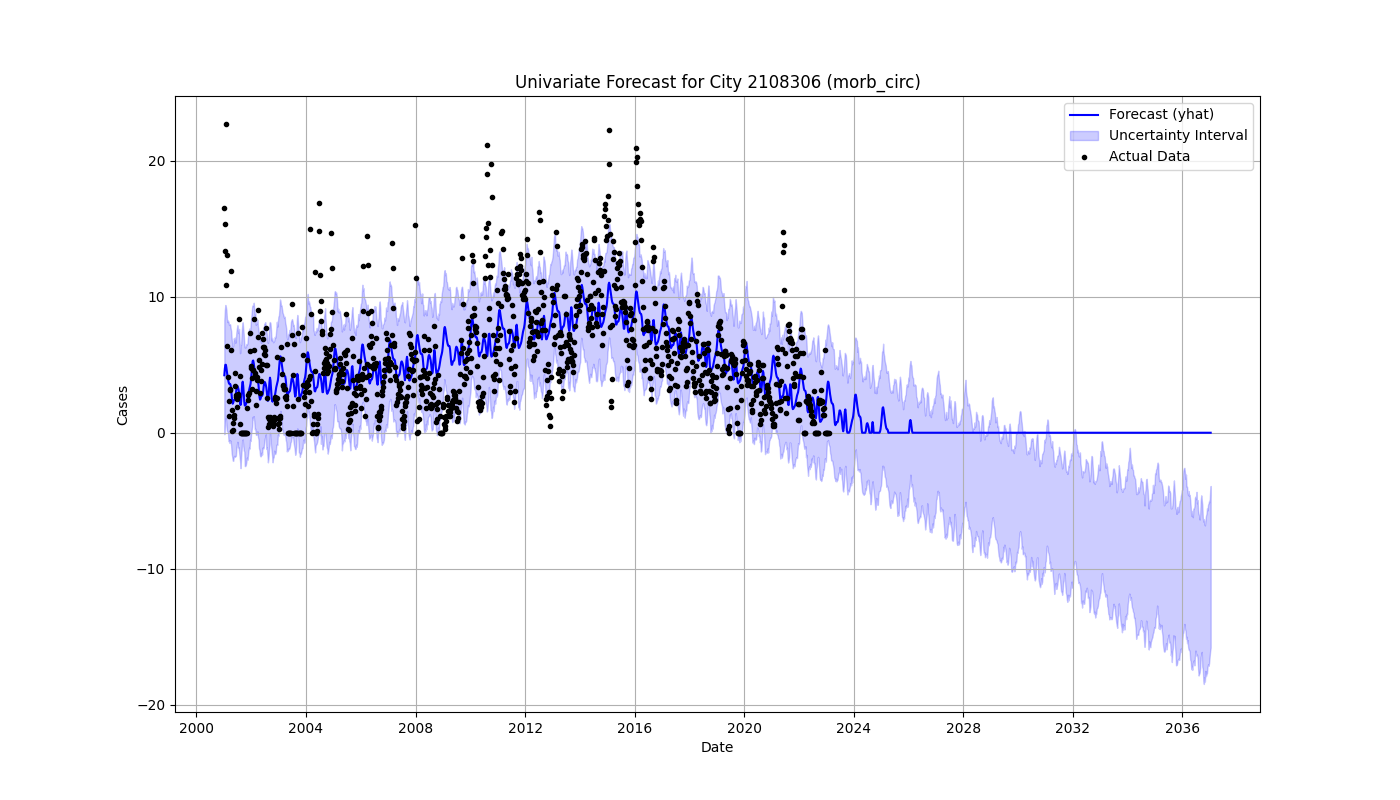 Univariate Forecast for City 2108306 (morb_circ)
Forecast (yhat)
Uncertainty Interval
Actual Data
Cases
20
10
0
−10
−20
2000 2004 2008 2012 2016 2020 2024 2028 2032 2036
Date